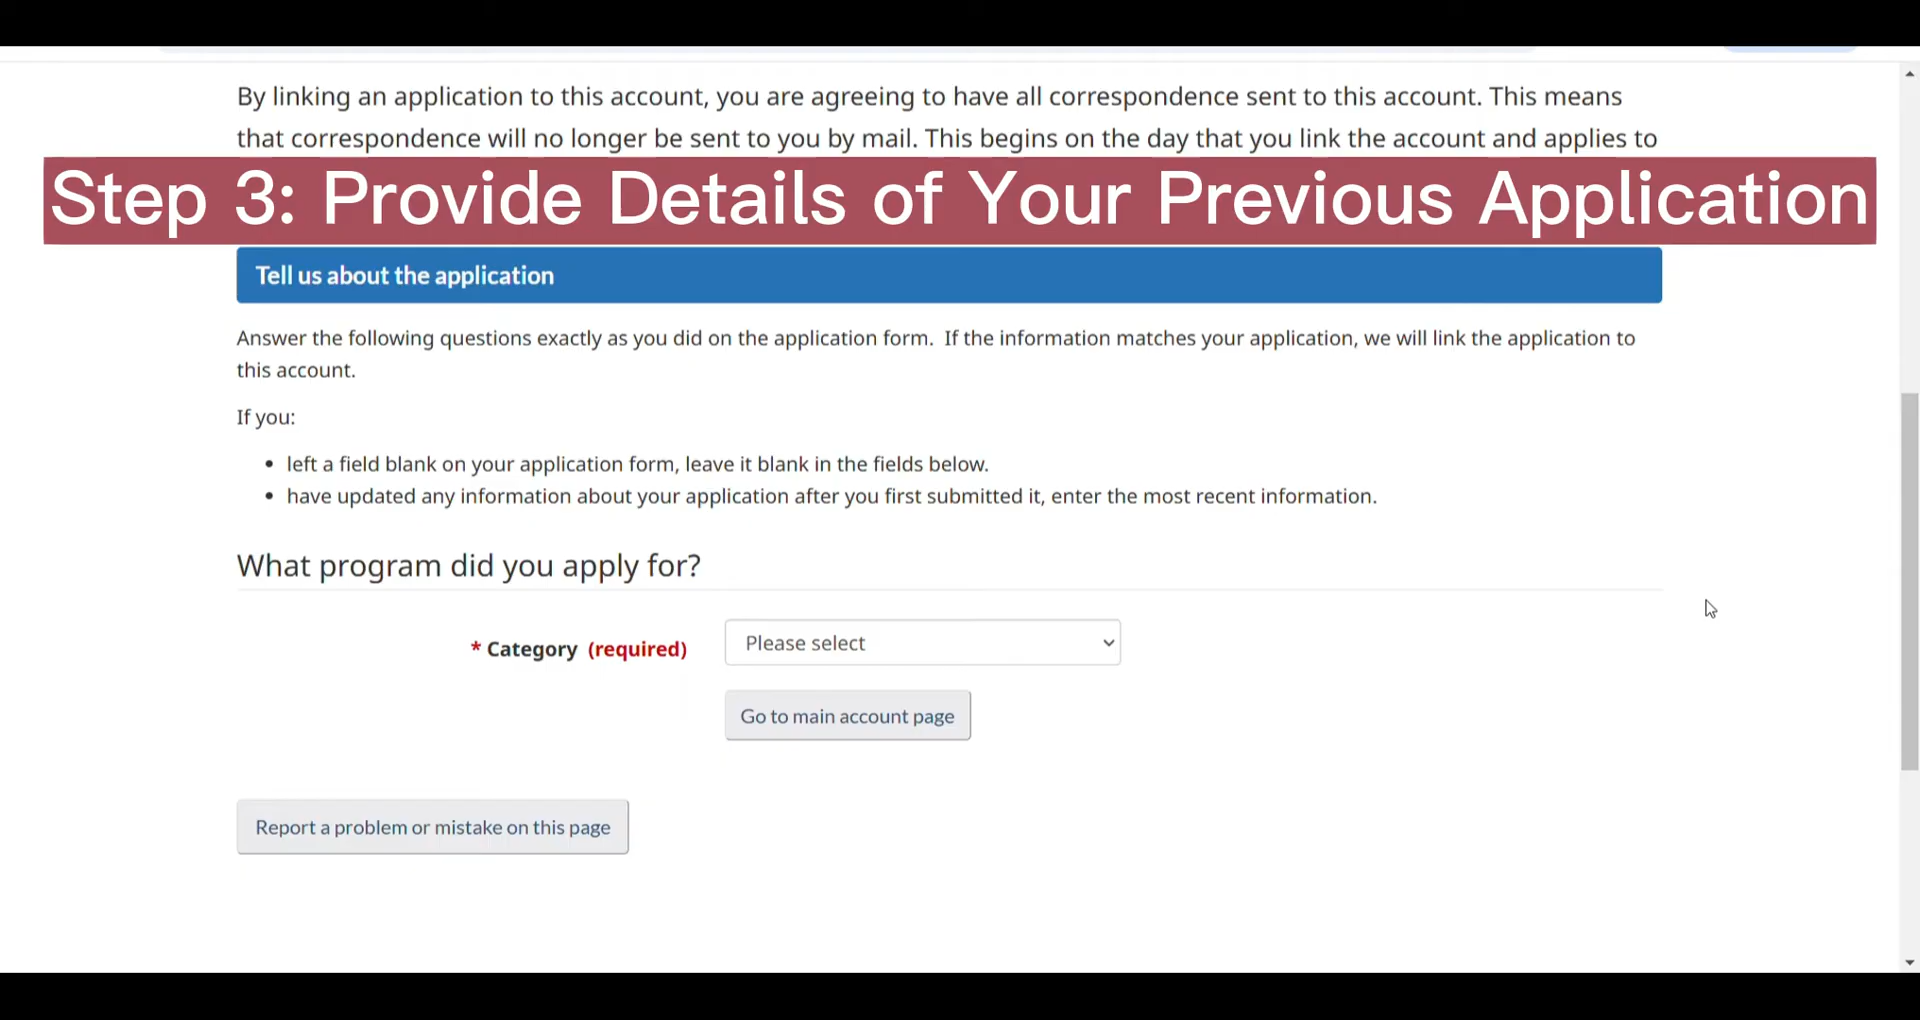 By linking an application to this account, you are agreeing to have all correspondence sent to this account. This means
that correspondence will no longer be sent to you by mail. This begins on the day that you link the account and applies to
Step 3: Provide Details of Your Previous Application
Tell us about the application
Answer the following questions exactly as you did on the application form.  If the information matches your application, we will link the application to
this account.
If you:
• left a field blank on your application form, leave it blank in the fields below.
• have updated any information about your application after you first submitted it, enter the most recent information.
What program did you apply for?
* Category (required)
Please select
Go to main account page
Report a problem or mistake on this page